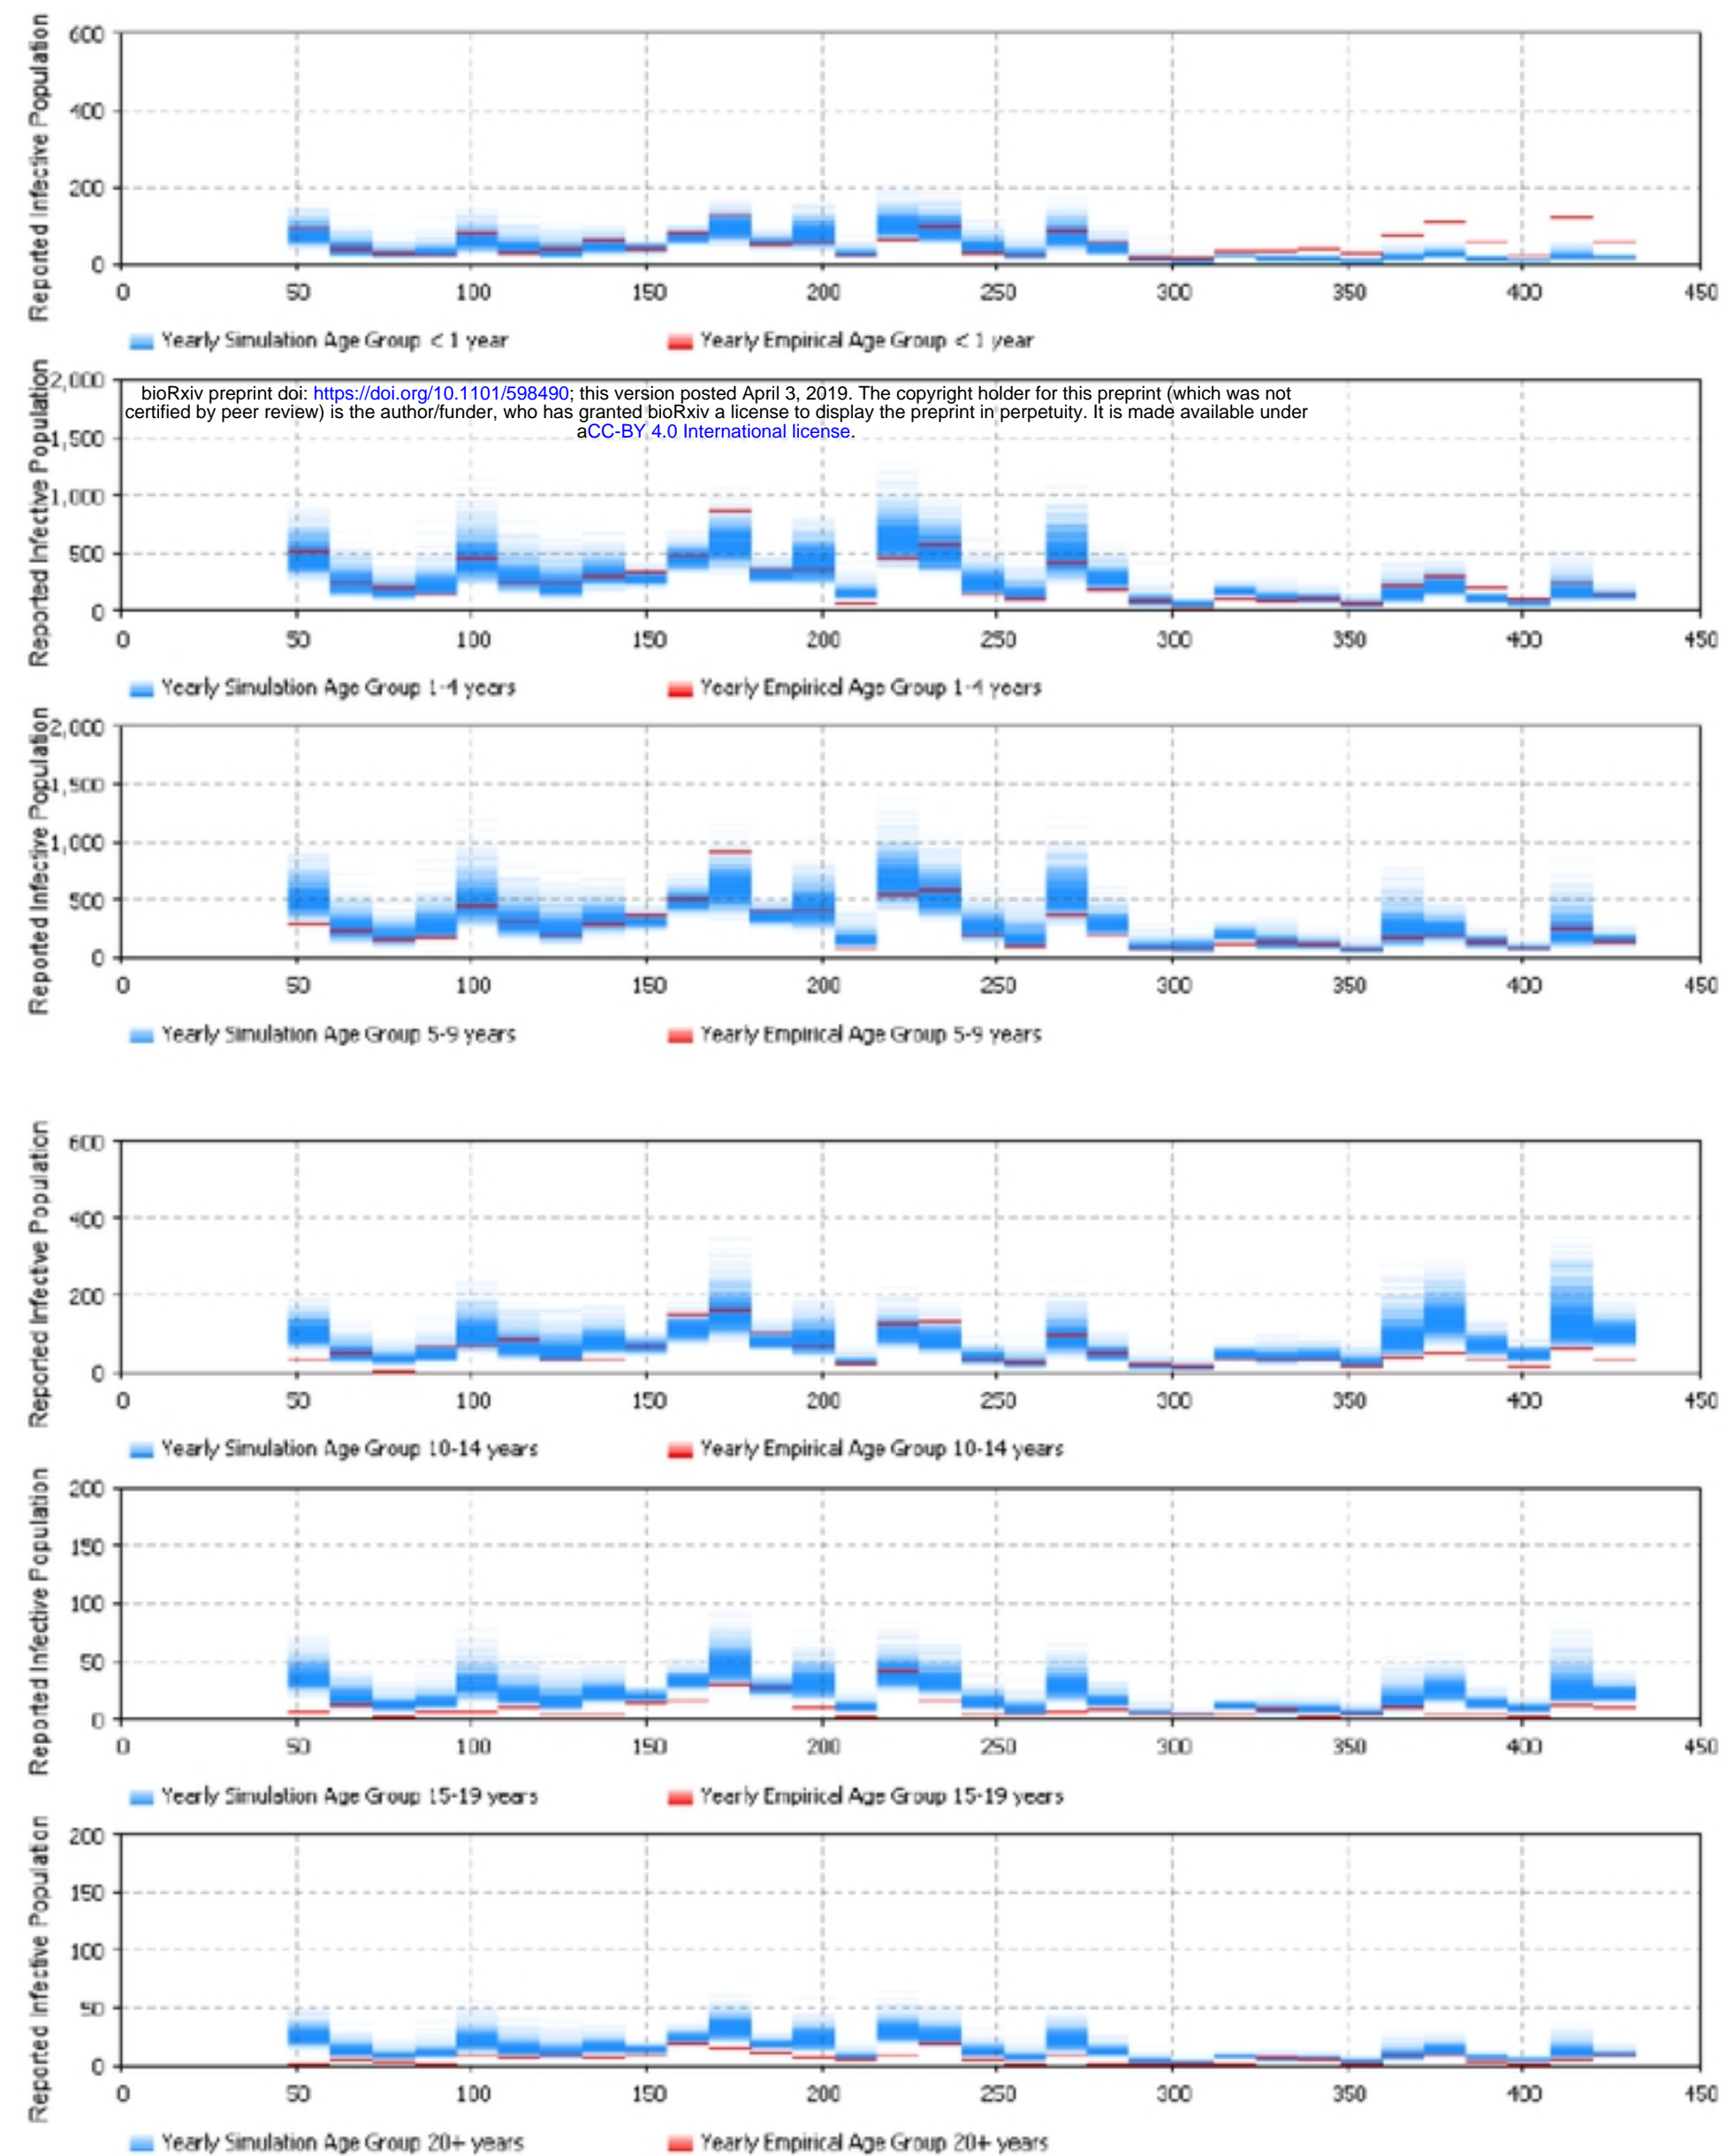 Reported Infective Population
600
400
200
0
0 50 100 150 200 250 300 350 400 450
Yearly Simulation Age Group < 1 year Yearly Empirical Age Group < 1 year
bioRxiv preprint doi: https://doi.org/10.1101/598490; this version posted April 3, 2019. The copyright holder for this preprint (which was not
certified by peer review) is the author/funder, who has granted bioRxiv a license to display the preprint in perpetuity. It is made available under
aCC-BY 4.0 International license.
Reported Infective Population
2,000
1,500
1,000
500
0
0 50 100 150 200 250 300 350 400 450
Yearly Simulation Age Group 1-4 years Yearly Empirical Age Group 1-4 years
Reported Infective Population
2,000
1,500
1,000
500
0
0 50 100 150 200 250 300 350 400 450
Yearly Simulation Age Group 5-9 years Yearly Empirical Age Group 5-9 years
Reported Infective Population
600
400
200
0
0 50 100 150 200 250 300 350 400 450
Yearly Simulation Age Group 10-14 years Yearly Empirical Age Group 10-14 years
Reported Infective Population
200
150
100
50
0
0 50 100 150 200 250 300 350 400 450
Yearly Simulation Age Group 15-19 years Yearly Empirical Age Group 15-19 years
Reported Infective Population
200
150
100
50
0
0 50 100 150 200 250 300 350 400 450
Yearly Simulation Age Group 20+ years Yearly Empirical Age Group 20+ years